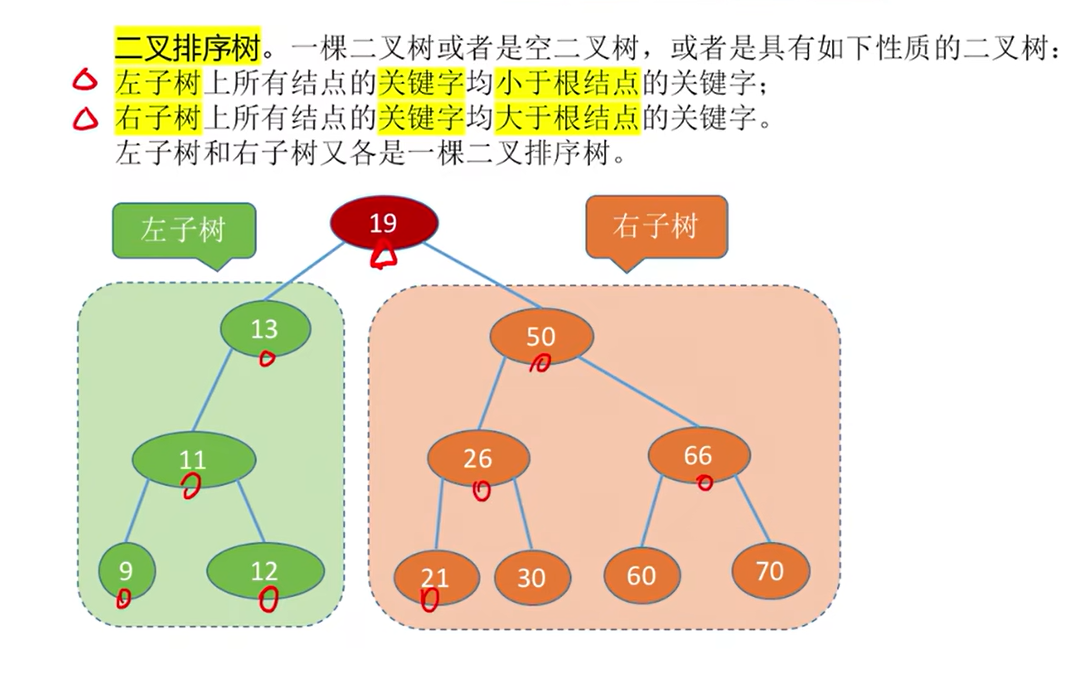 二叉排序树。一棵二叉树或者是空二叉树，或者是具有如下性质的二叉树：
左子树上所有结点的关键字均小于根结点的关键字；
右子树上所有结点的关键字均大于根结点的关键字。
左子树和右子树又各是一棵二叉排序树。
左子树
19
右子树
13
50
11
26
66
9
12
21
30
60
70